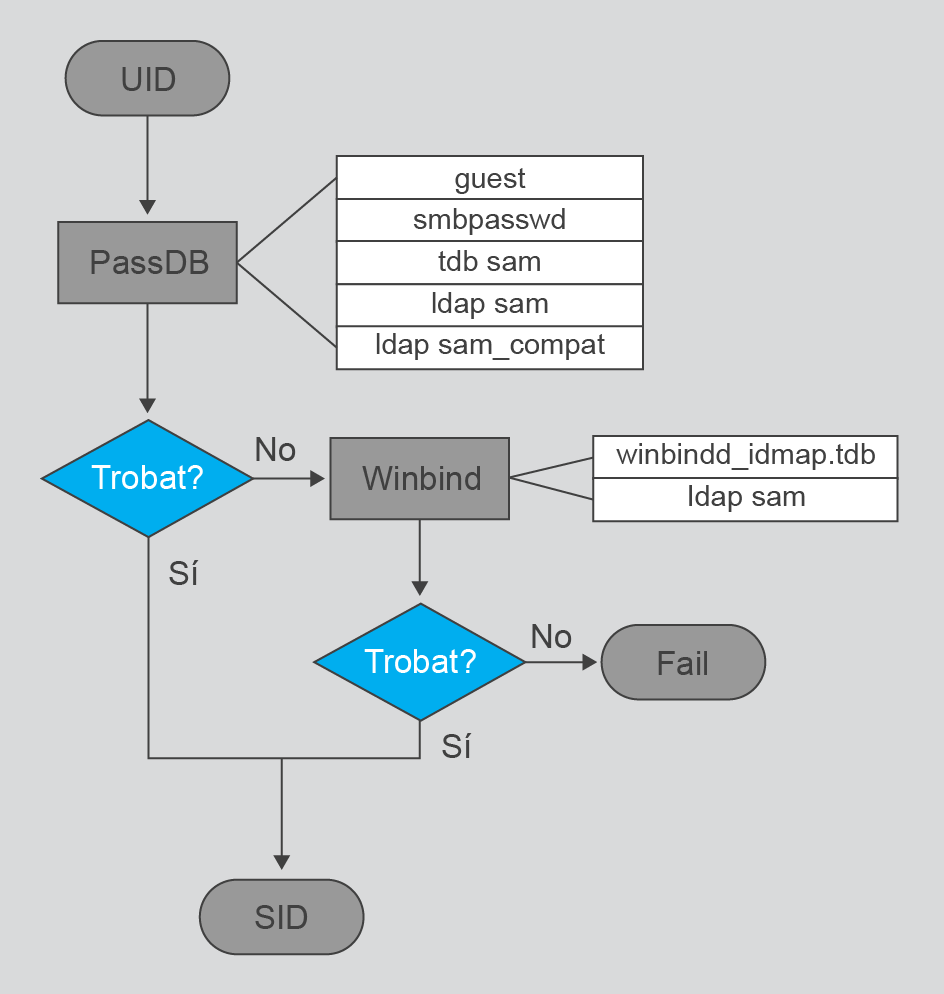 UID
PassDB
guest
smbpasswd
tdb sam
ldap sam
ldap sam_compat
Trobat?
No
Sí
Winbind
winbindd_idmap.tdb
ldap sam
Trobat?
No
Sí
Fail
SID